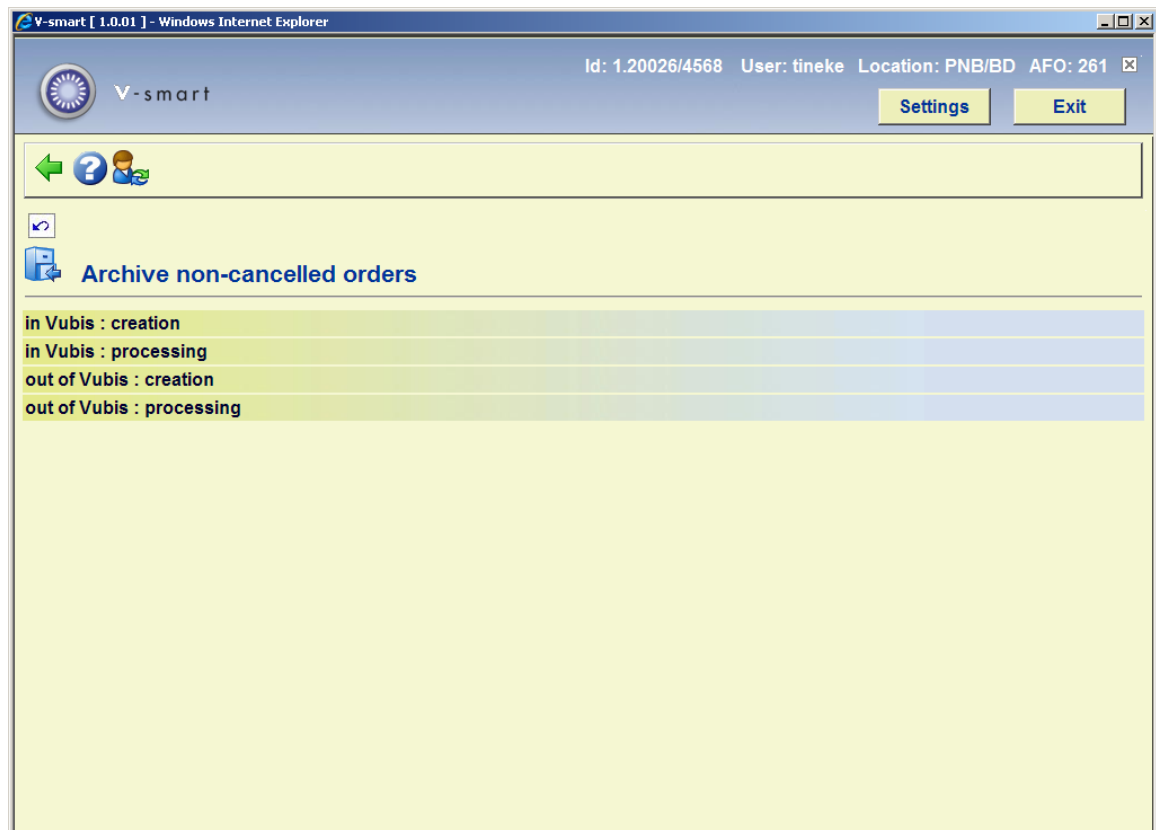 V-smart [ 1.0.01 ] - Windows Internet Explorer
Id: 1.20026/4568 User: tineke Location: PNB/BD AFO: 261
V-smart
Settings Exit
Archive non-cancelled orders
in Vubis : creation
in Vubis : processing
out of Vubis : creation
out of Vubis : processing